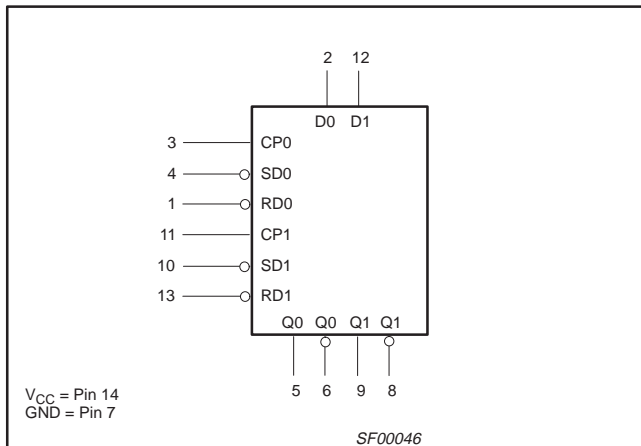 2 12
D0 D1
3 CP0
4 SD0
1 RD0
11 CP1
10 SD1
13 RD1
Q0 Q0 Q1 Q1
5 6 9 8
VCC = Pin 14
GND = Pin 7
SF00046